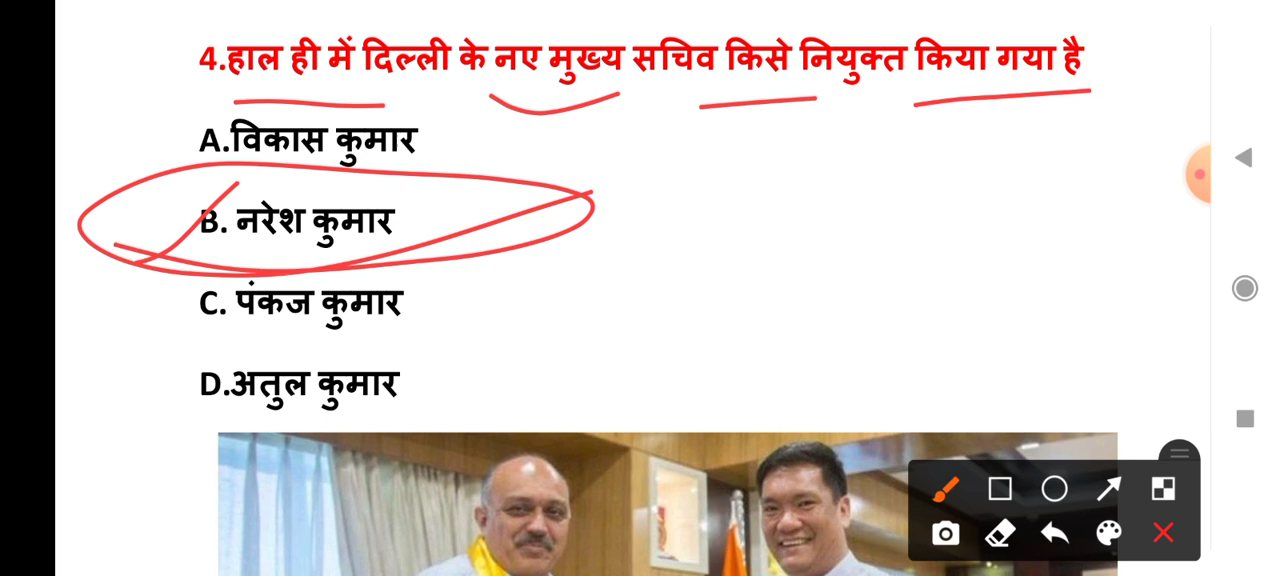 4.हाल ही में दिल्ली के नए मुख्य सचिव किसे नियुक्त किया गया है
A.विकास कुमार
B. नरेश कुमार
C. पंकज कुमार
D.अतुल कुमार